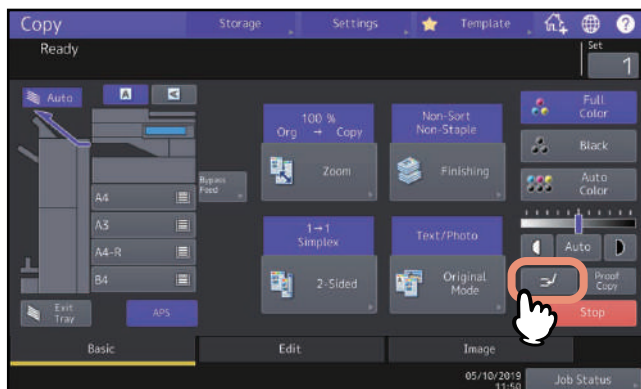 Copy
Storage
Settings
Template
?
Ready
Set
1
Auto
A
A
100 %
Org → Copy
Zoom
Non-Sort
Non-Staple
Finishing
Full
Color
Black
Auto
Color
Bypass
Feed
A4
A3
A4-R
B4
1→1
Simplex
2-Sided
Text/Photo
Original
Mode
Auto
Proof
Copy
Exit
Tray
APS
Stop
Basic
Edit
Image
05/10/2019
11:50
Job Status